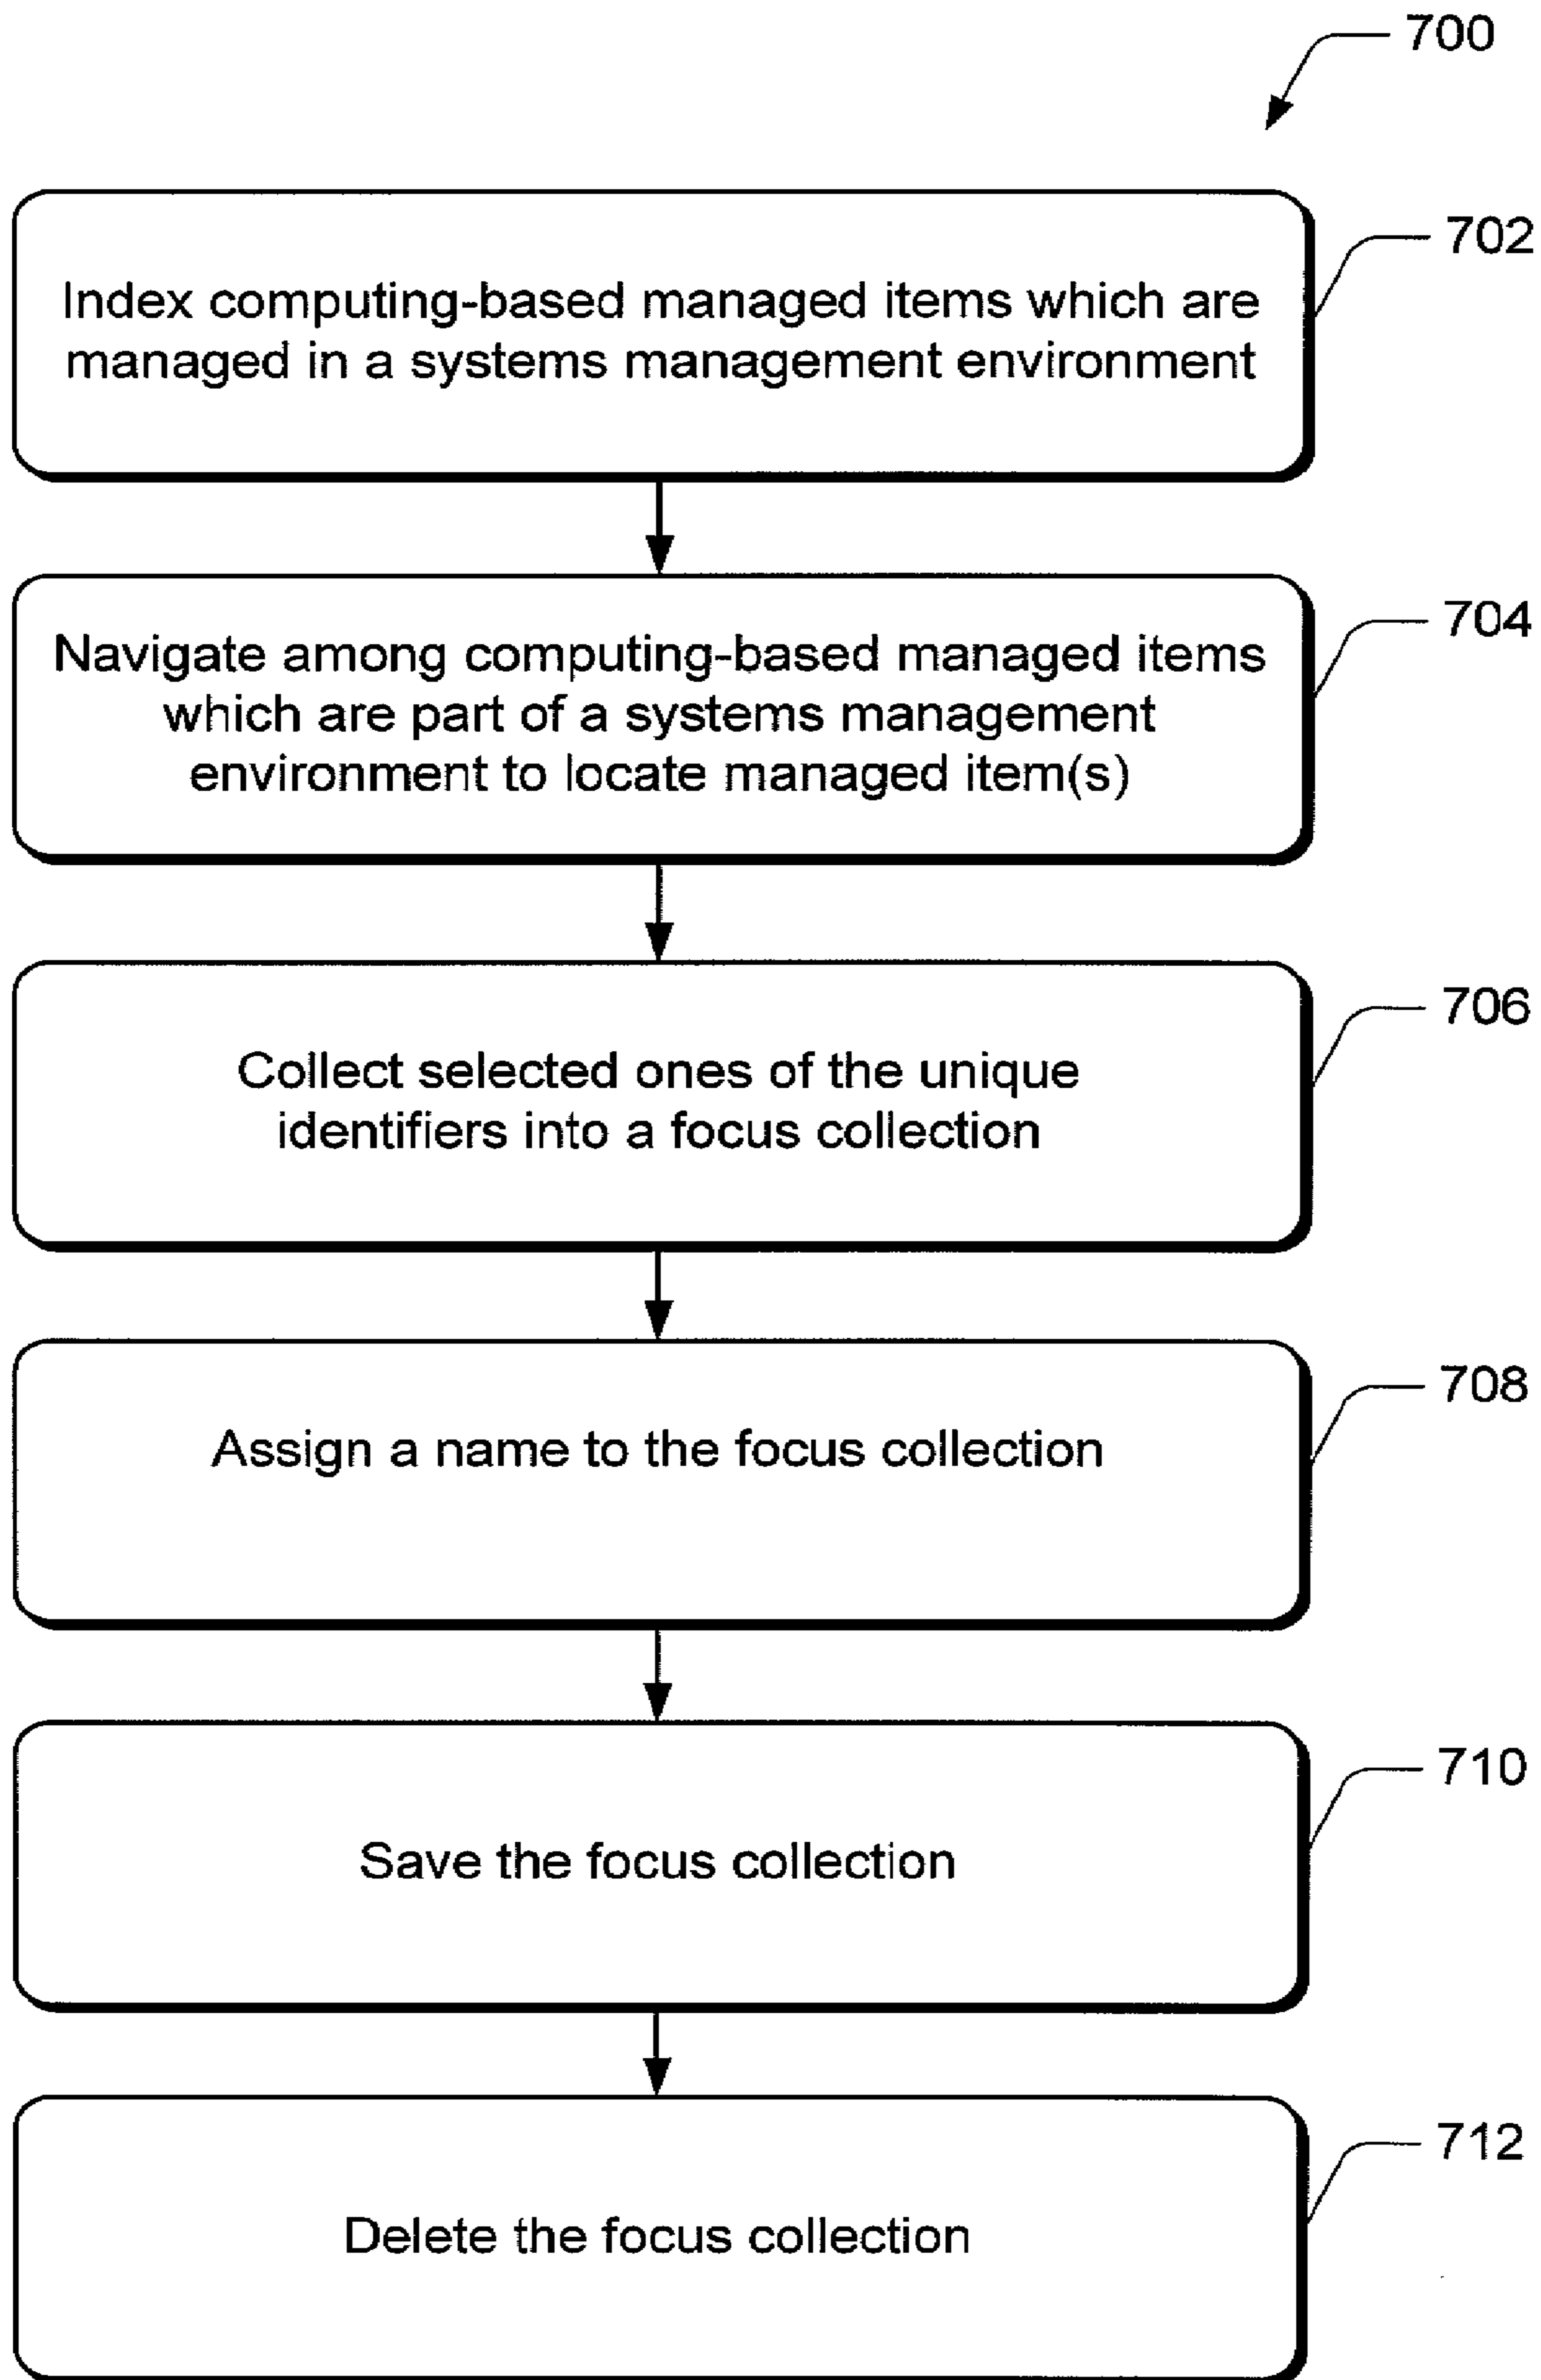 700
702
Index computing-based managed items which are
managed in a systems management environment
704
Navigate among computing-based managed items
which are part of a systems management
environment to locate managed item(s)
706
Collect selected ones of the unique
identifiers into a focus collection
708
Assign a name to the focus collection
710
Save the focus collection
712
Delete the focus collection